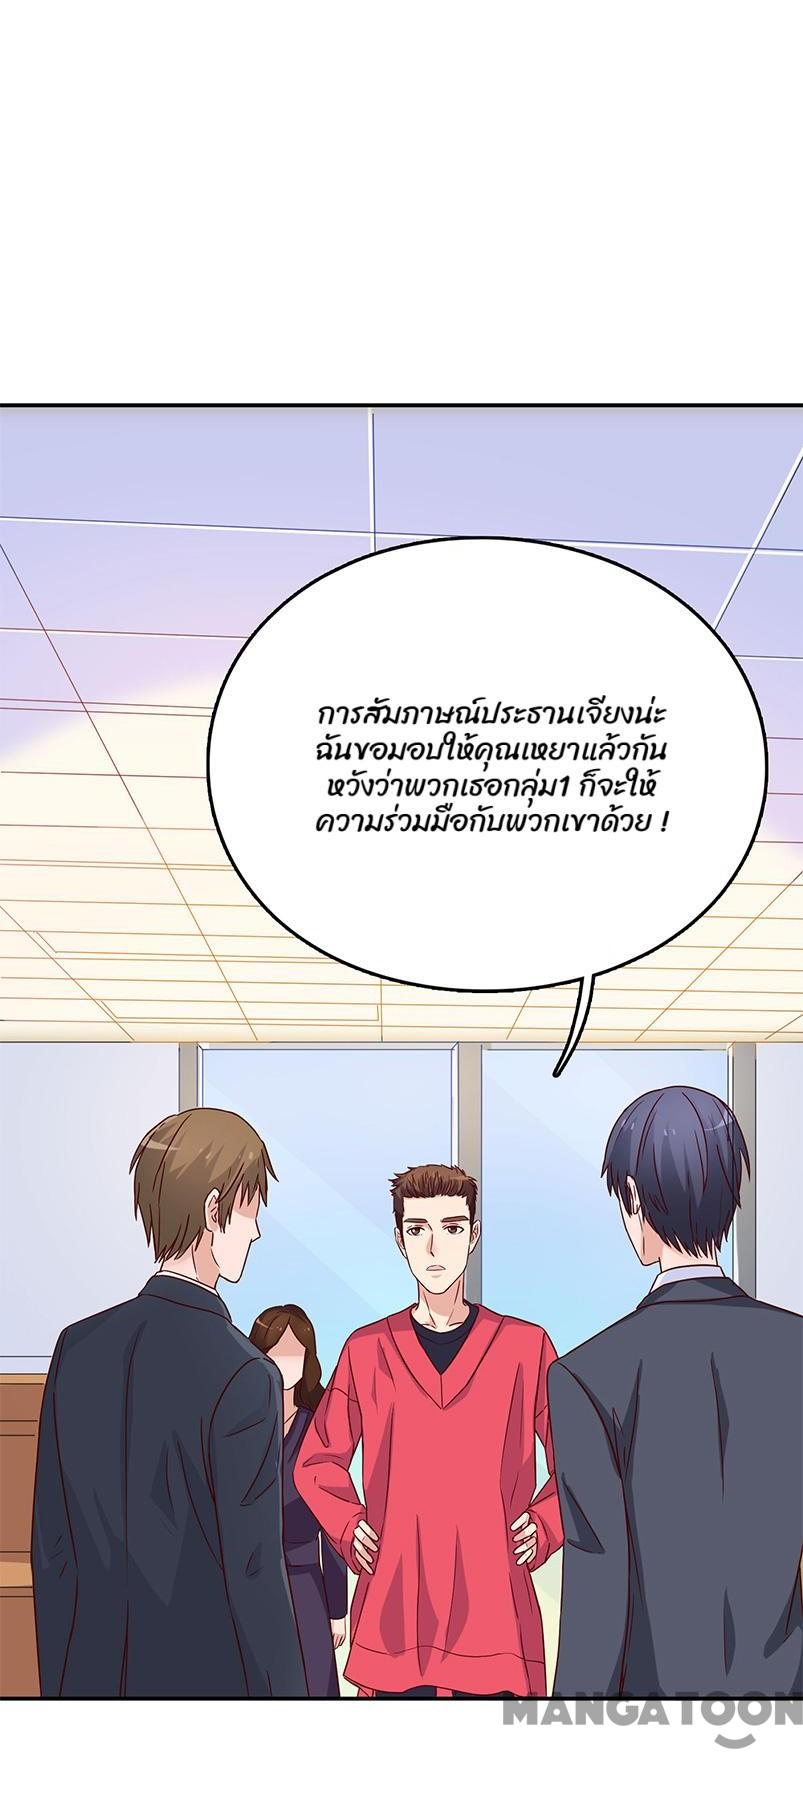 การสัมภาษณ์ประธานเจียงน่ะ
ฉันขอมอบให้คุณเหยาแล้วกัน
หวังว่าพวกเธอกลุ่ม1 ก็จะให้
ความร่วมมือกับพวกเขาด้วย !
MANGATOON